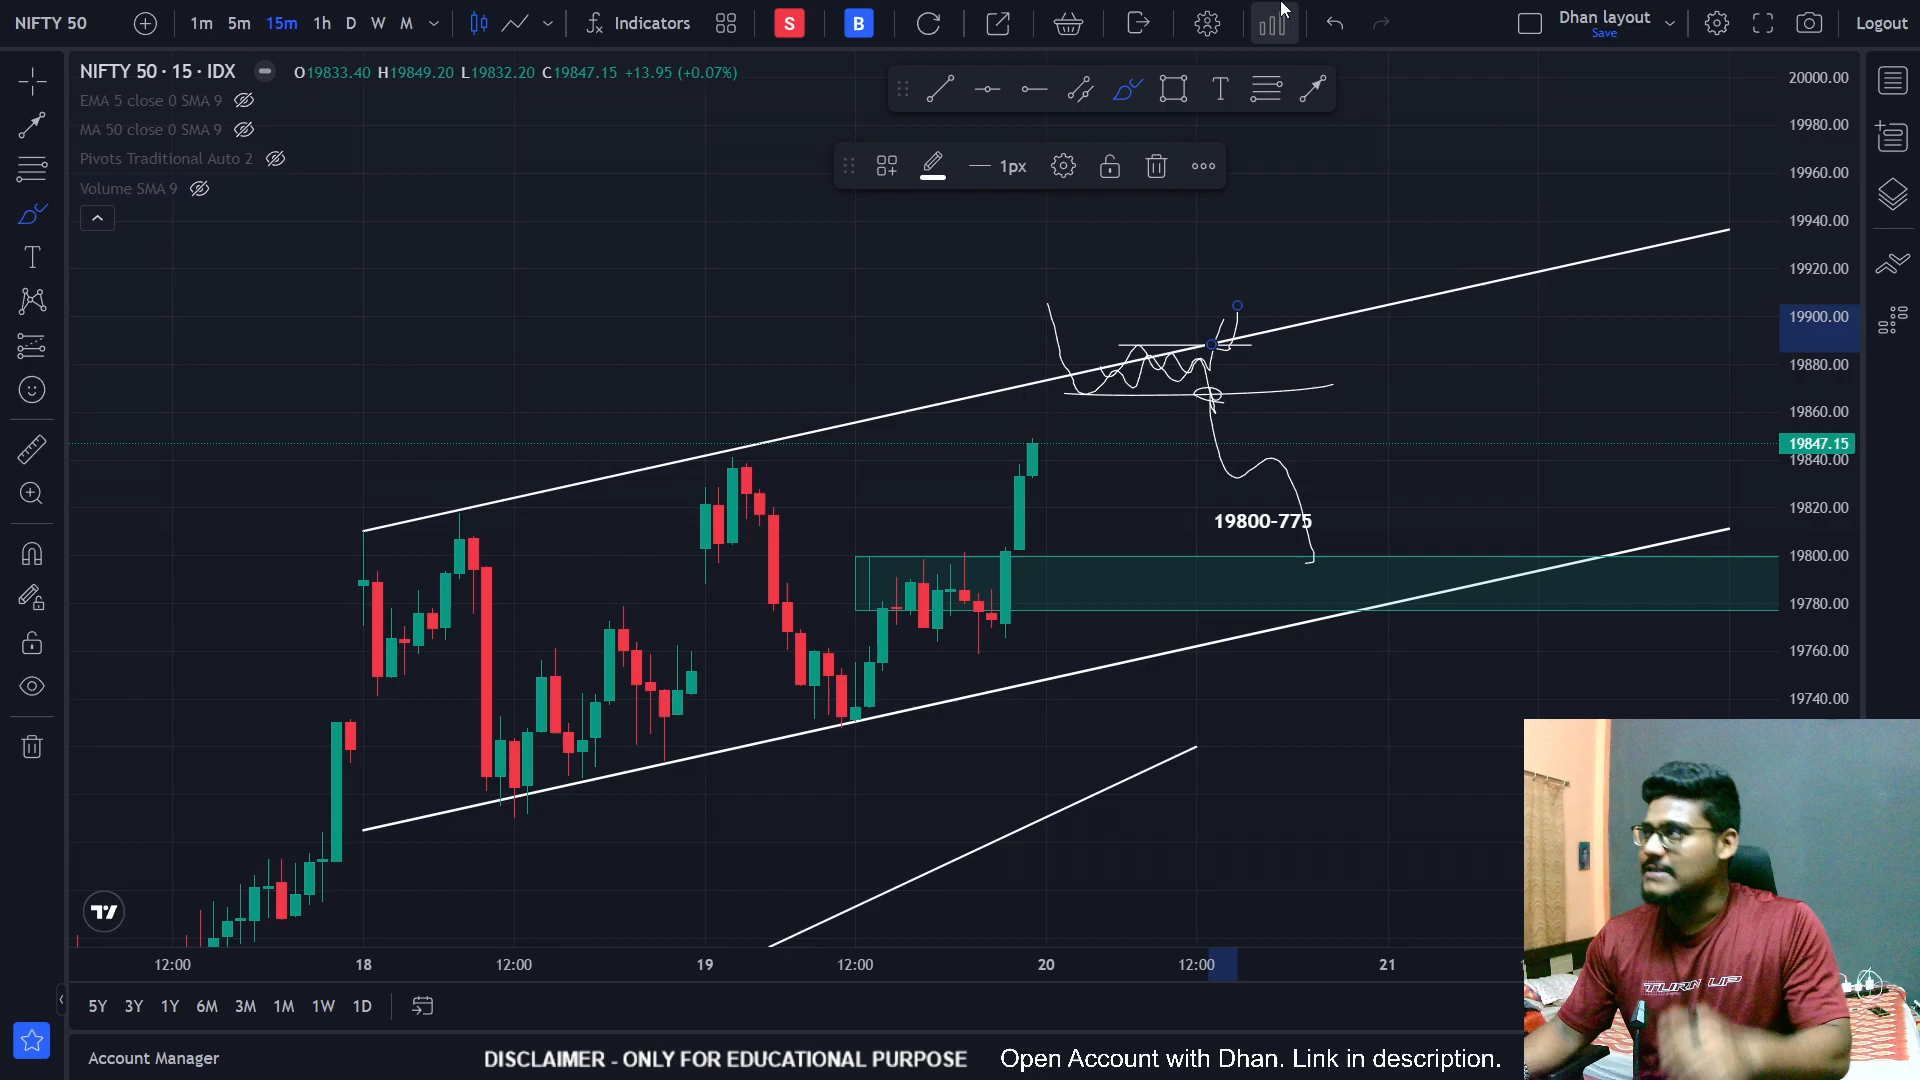 NIFTY 50
1m 5m 15m 1h D W M
Indicators
S
B
Dhan layout
Save
Logout
NIFTY 50 · 15 · IDX O19833.40 H19849.20 L19832.20 C19847.15 +13.95 (+0.07%)
EMA 5 close 0 SMA 9
MA 50 close 0 SMA 9
Pivots Traditional Auto 2
Volume SMA 9
1px
20000.00
19980.00
19960.00
19940.00
19920.00
19900.00
19880.00
19860.00
19847.15
19840.00
19820.00
19800.00
19780.00
19760.00
19740.00
19800-775
12:00 18 12:00 19 12:00 20 12:00 21
5Y 3Y 1Y 6M 3M 1M 1W 1D
Account Manager
DISCLAIMER - ONLY FOR EDUCATIONAL PURPOSE
Open Account with Dhan. Link in description.
TURN UP